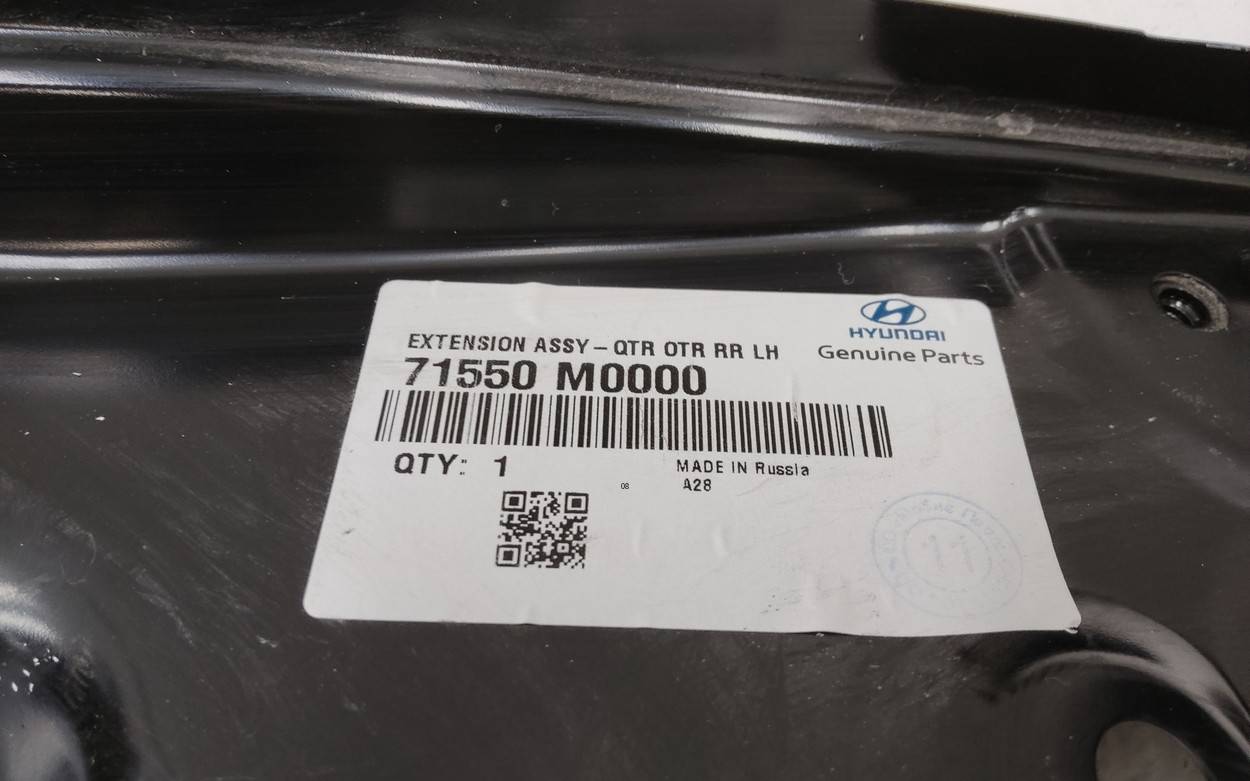 HYUNDAI
Genuine Parts
EXTENSION ASSY – QTR OTR RR LH
71550 M0000
QTY: 1
MADE IN Russia
08
A28
11